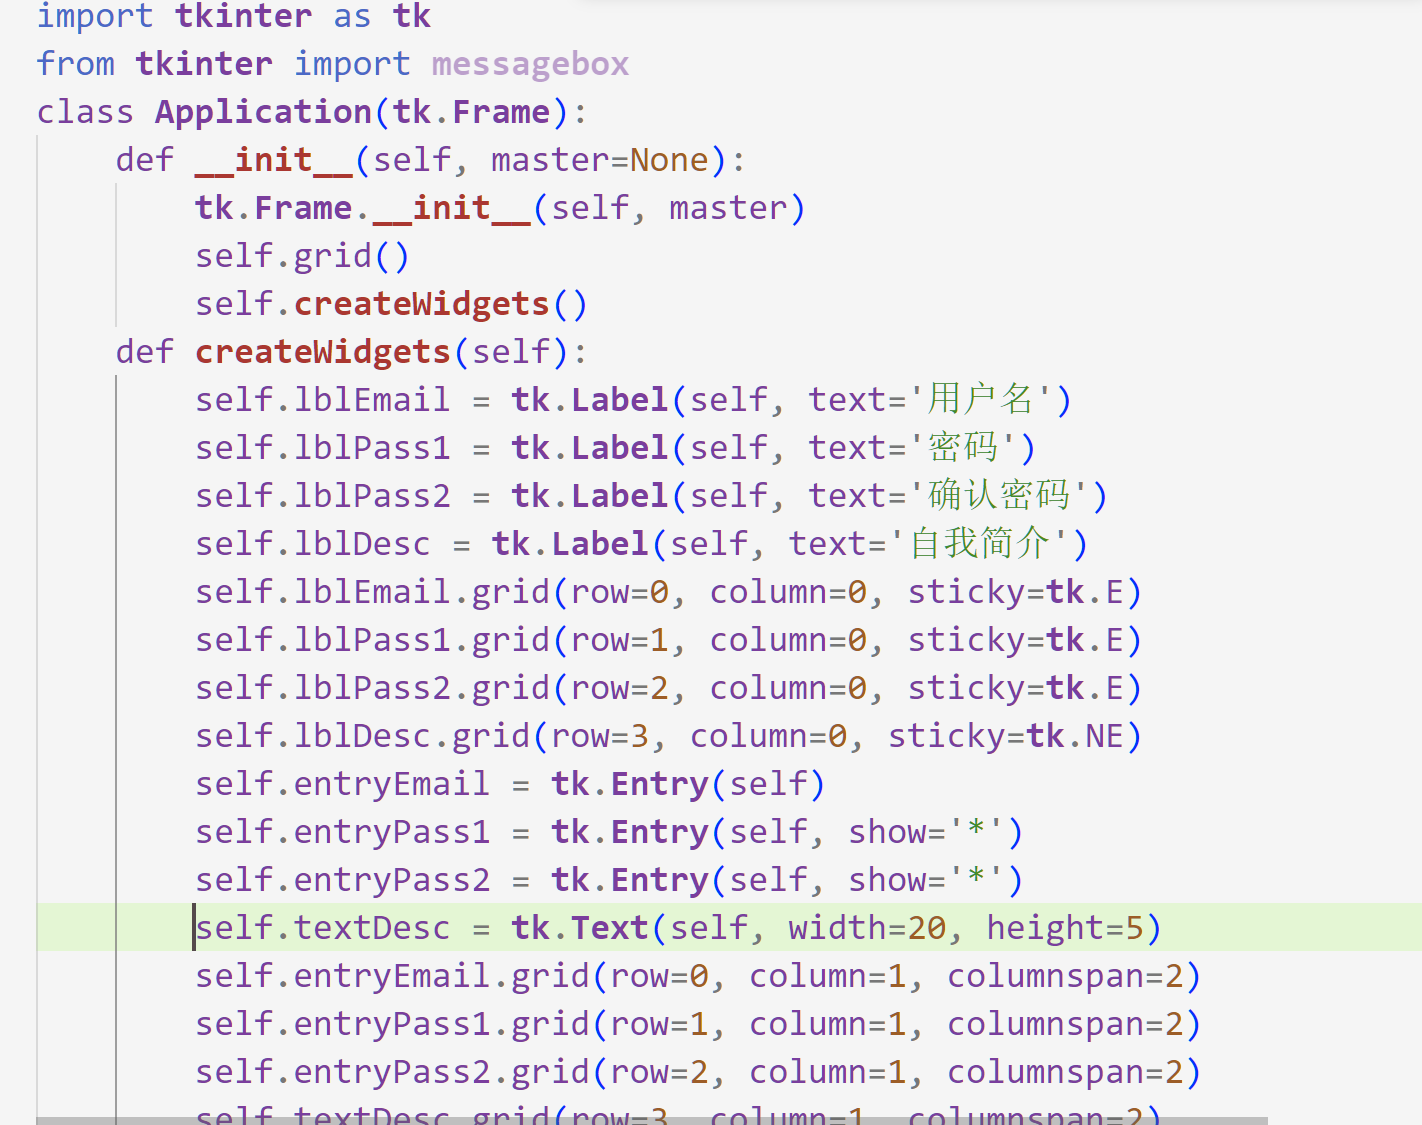 import tkinter as tk
from tkinter import messagebox
class Application(tk.Frame):
    def __init__(self, master=None):
        tk.Frame.__init__(self, master)
        self.grid()
        self.createWidgets()
    def createWidgets(self):
        self.lblEmail = tk.Label(self, text='用户名')
        self.lblPass1 = tk.Label(self, text='密码')
        self.lblPass2 = tk.Label(self, text='确认密码')
        self.lblDesc = tk.Label(self, text='自我简介')
        self.lblEmail.grid(row=0, column=0, sticky=tk.E)
        self.lblPass1.grid(row=1, column=0, sticky=tk.E)
        self.lblPass2.grid(row=2, column=0, sticky=tk.E)
        self.lblDesc.grid(row=3, column=0, sticky=tk.NE)
        self.entryEmail = tk.Entry(self)
        self.entryPass1 = tk.Entry(self, show='*')
        self.entryPass2 = tk.Entry(self, show='*')
        self.textDesc = tk.Text(self, width=20, height=5)
        self.entryEmail.grid(row=0, column=1, columnspan=2)
        self.entryPass1.grid(row=1, column=1, columnspan=2)
        self.entryPass2.grid(row=2, column=1, columnspan=2)
        self.textDesc.grid(row=3, column=1, columnspan=2)